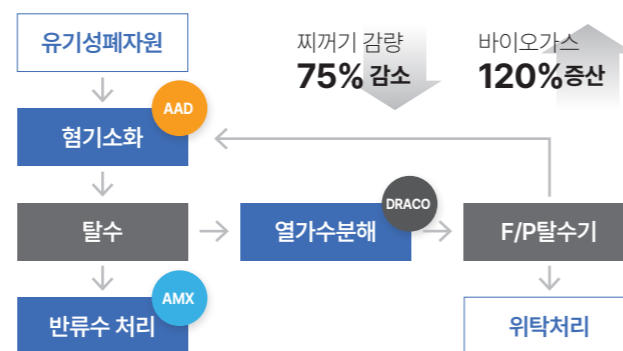 유기성폐자원
찌꺼기 감량
75% 감소
바이오가스
120%증산
AAD
혐기소화
탈수
열가수분해
DRACO
F/P탈수기
AMX
반류수 처리
위탁처리